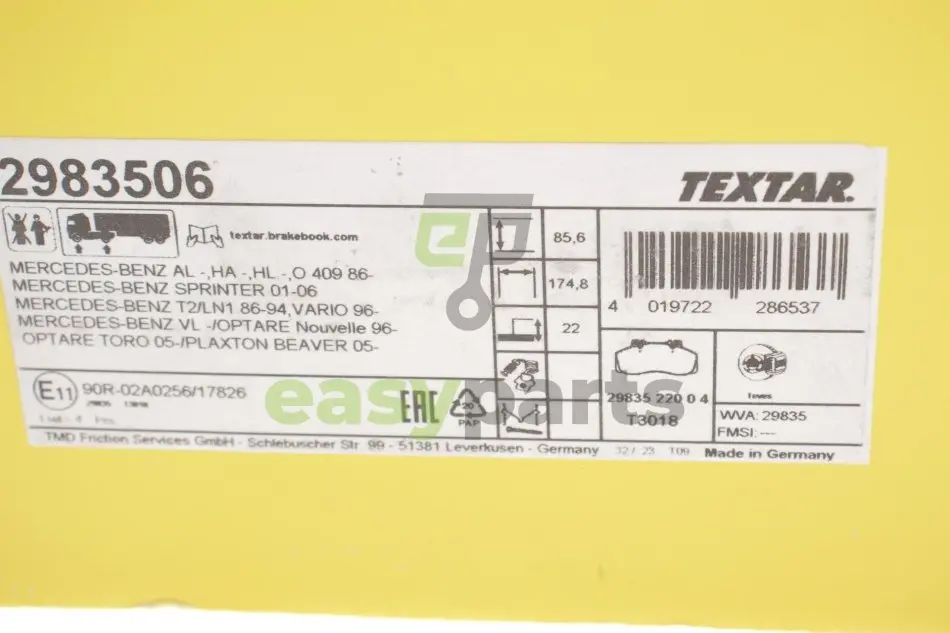 2983506
TEXTAR.
textar.brakebook.com
MERCEDES-BENZ AL -,HA -,HL -,O 409 86-
MERCEDES-BENZ SPRINTER 01-06
MERCEDES-BENZ T2/LN1 86-94,VARIO 96-
MERCEDES-BENZ VL -/OPTARE Nouvelle 96-
OPTARE TORO 05-/PLAXTON BEAVER 05-
85,6
174,8
22
4 019722 286537
E11 90R-02A0256/17826
29835
EAC
20
PAP
29835 220 0 4
T3018
Teves
WVA: 29835
FMSI: ---
TMD Friction Services GmbH - Schlebuscher Str. 99 - 51381 Leverkusen - Germany
Made in Germany
easyparts